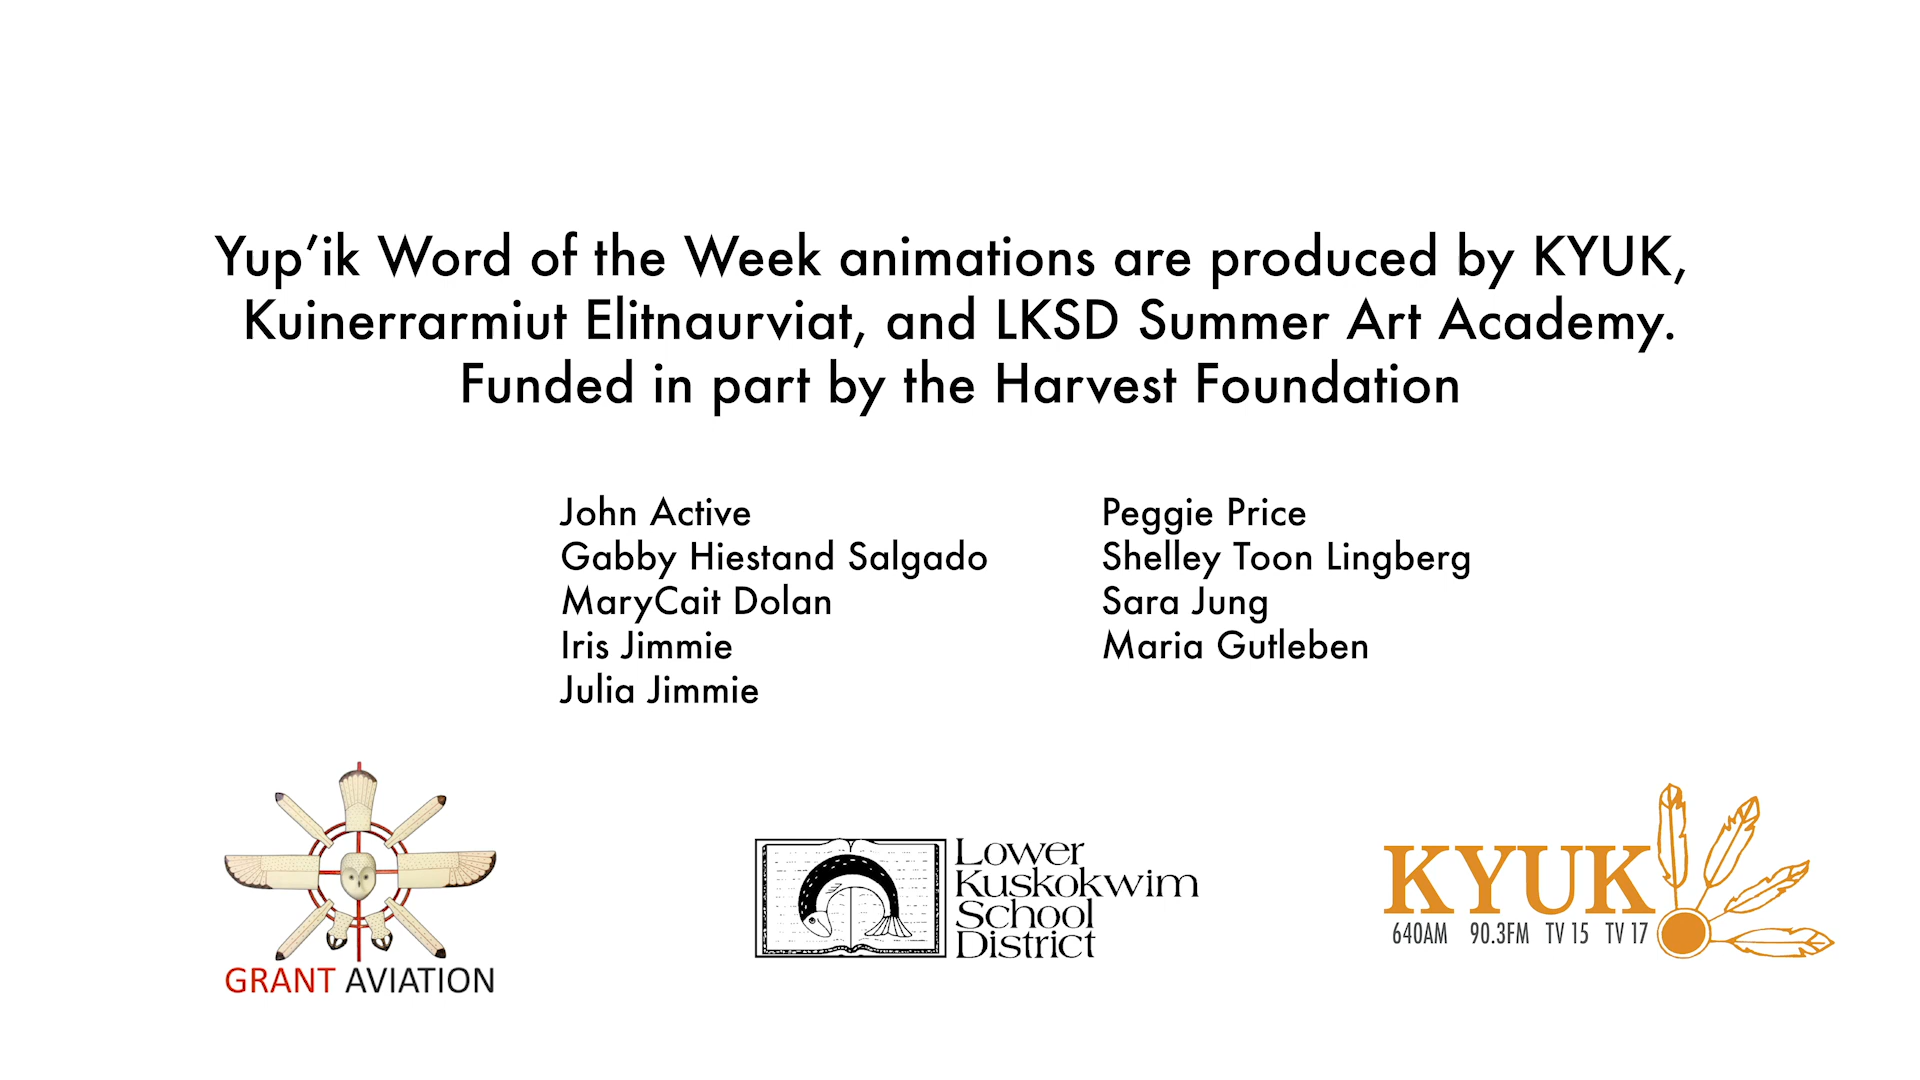 Yup’ik Word of the Week animations are produced by KYUK,
Kuinerrarmiut Elitnaurviat, and LKSD Summer Art Academy.
Funded in part by the Harvest Foundation
John Active
Gabby Hiestand Salgado
MaryCait Dolan
Iris Jimmie
Julia Jimmie
Peggie Price
Shelley Toon Lingberg
Sara Jung
Maria Gutleben
GRANT AVIATION
Lower
Kuskokwim
School
District
KYUK
640AM 90.3FM TV 15 TV 17